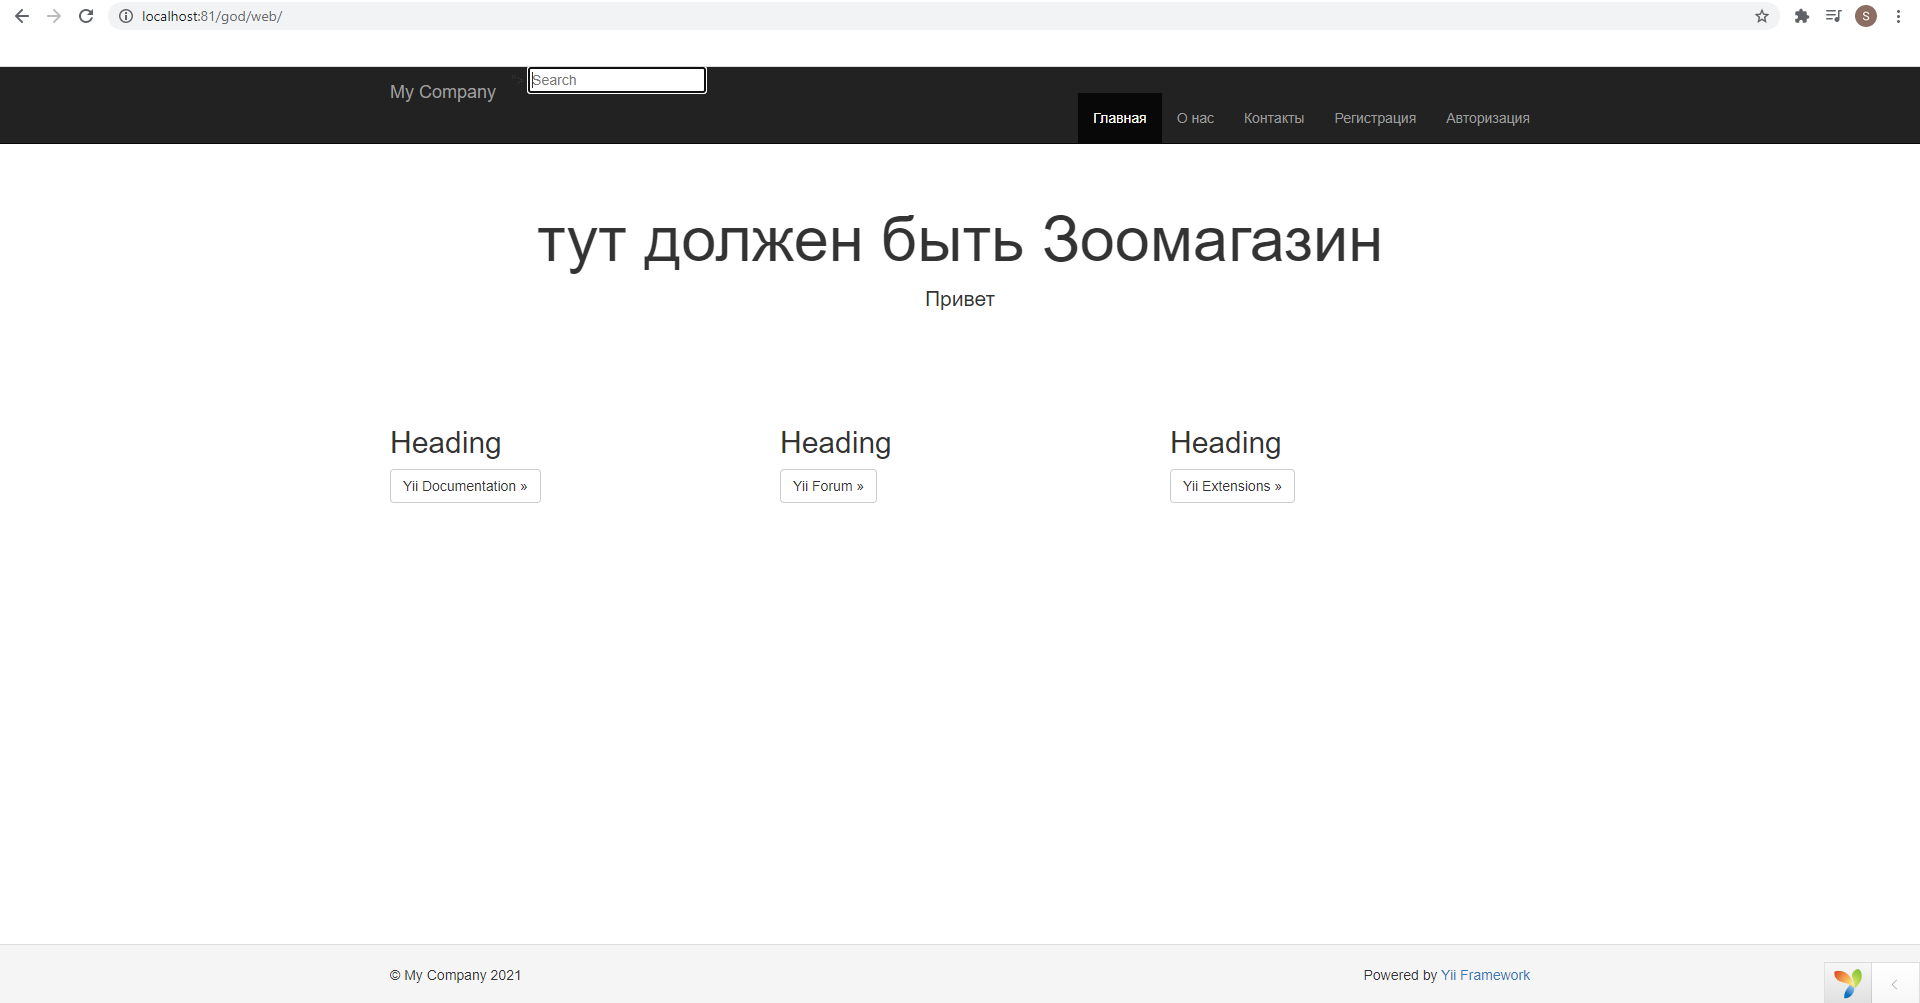 localhost:81/god/web/
S
My Company
Search
Главная О нас Контакты Регистрация Авторизация
тут должен быть Зоомагазин
Привет
Heading Heading Heading
Yii Documentation » Yii Forum » Yii Extensions »
© My Company 2021 Powered by Yii Framework